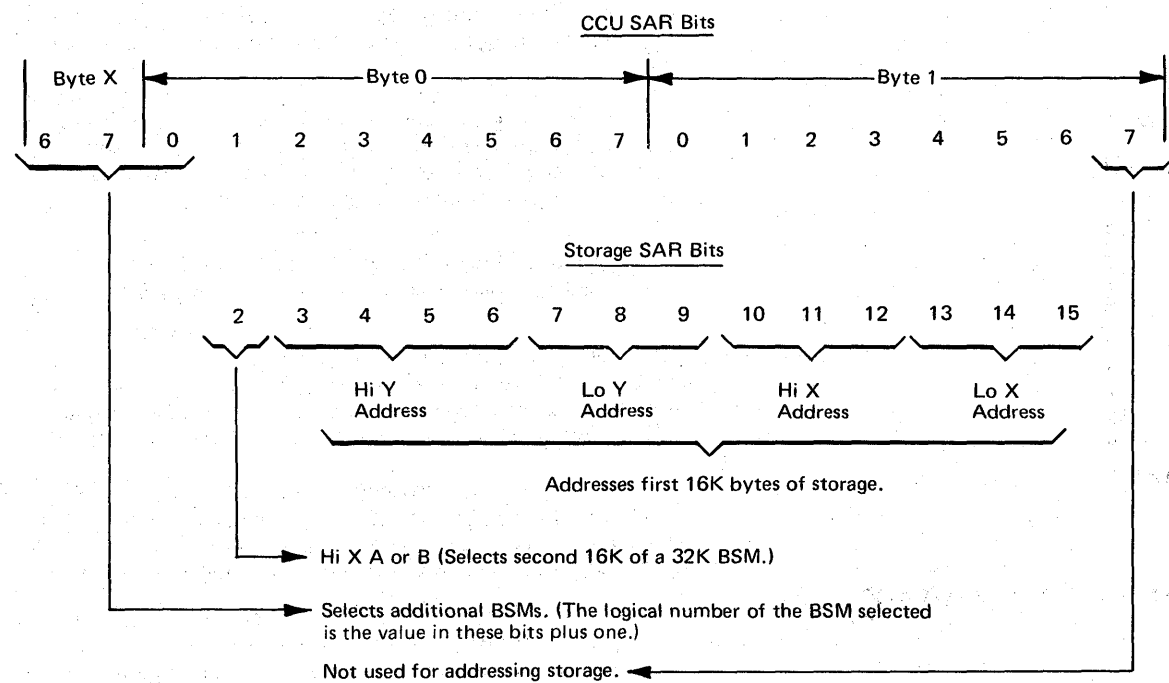 CCU SAR Bits
Byte X Byte 0 Byte 1
6 7 0 1 2 3 4 5 6 7 0 1 2 3 4 5 6 7
Storage SAR Bits
2 3 4 5 6 7 8 9 10 11 12 13 14 15
Hi Y Lo Y Hi X Lo X
Address Address Address Address
Addresses first 16K bytes of storage.
Hi X A or B (Selects second 16K of a 32K BSM.)
Selects additional BSMs. (The logical number of the BSM selected
is the value in these bits plus one.)
Not used for addressing storage.